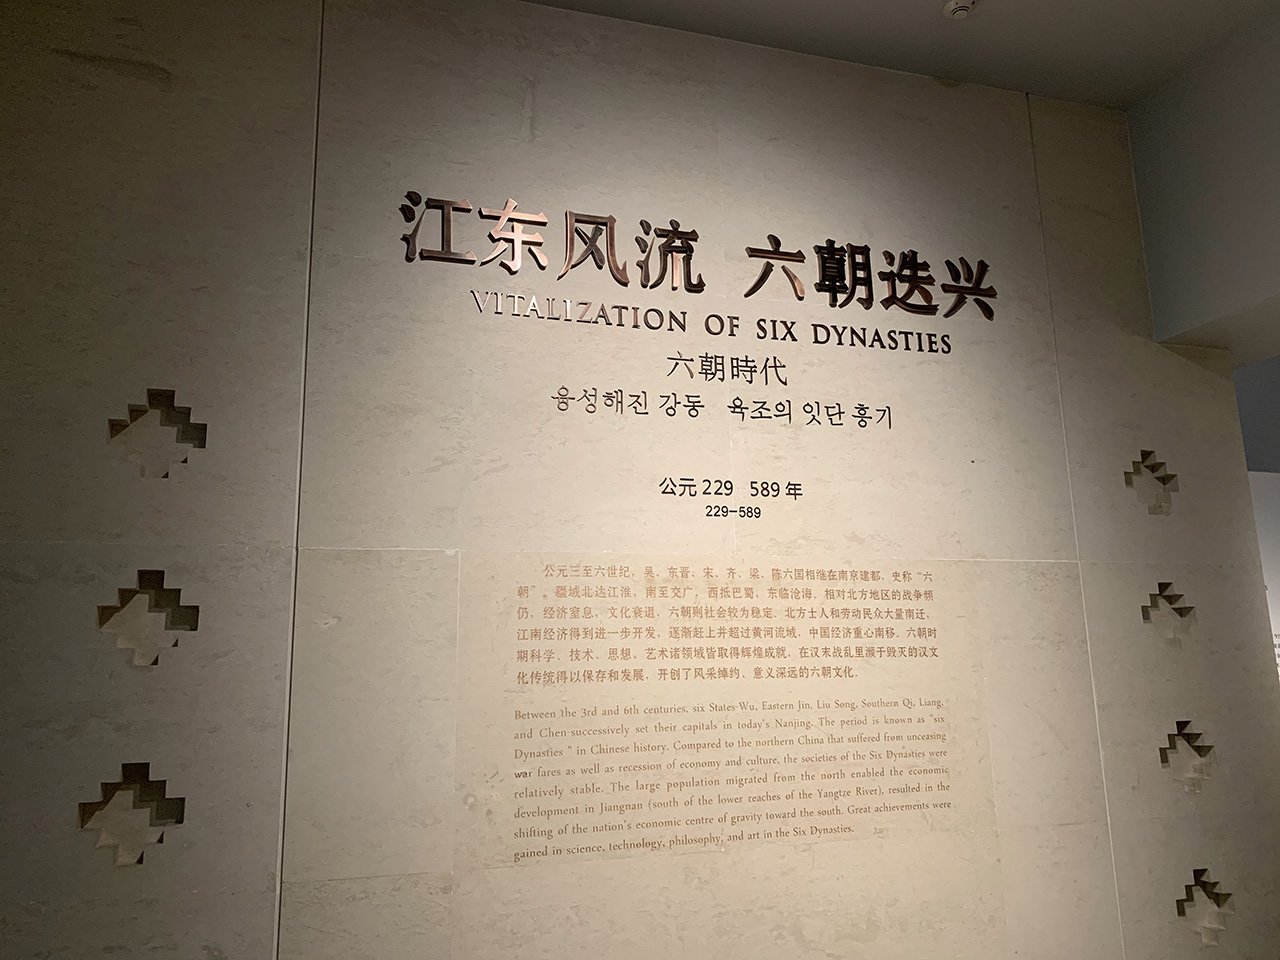 江东风流 六朝迭兴
VITALIZATION OF SIX DYNASTIES
六朝時代
융성해진 강동 육조의 잇단 흥기
公元 229 589 年
229-589
公元三至六世纪，吴、东晋、宋、齐、梁、陈六国相继在南京建都，史称“六
朝”。疆域北达江淮，南至交广，西抵巴蜀，东临沧海，相对北方地区的战争频
仍，经济窒息，文化衰退，六朝则社会较为稳定。北方士人和劳动民众大量南迁，
江南经济得到进一步开发，逐渐赶上并超过黄河流域，中国经济重心南移。六朝时
期科学、技术、思想、艺术诸领域皆取得辉煌成就，在汉末战乱里濒于毁灭的汉文
化传统得以保存和发展，开创了风采绰约、意义深远的六朝文化。
Between the 3rd and 6th centuries, six States-Wu, Eastern Jin, Liu Song, Southern Qi, Liang,
and Chen-successively set their capitals in today's Nanjing. The period is known as "six
Dynasties " in Chinese history. Compared to the northern China that suffered from unceasing
war fares as well as recession of economy and culture, the societies of the Six Dynasties were
relatively stable. The large population migrated from the north enabled the economic
development in Jiangnan (south of the lower reaches of the Yangtze River), resulted in the
shifting of the nation's economic centre of gravity toward the south. Great achievements were
gained in science, technology, philosophy, and art in the Six Dynasties.